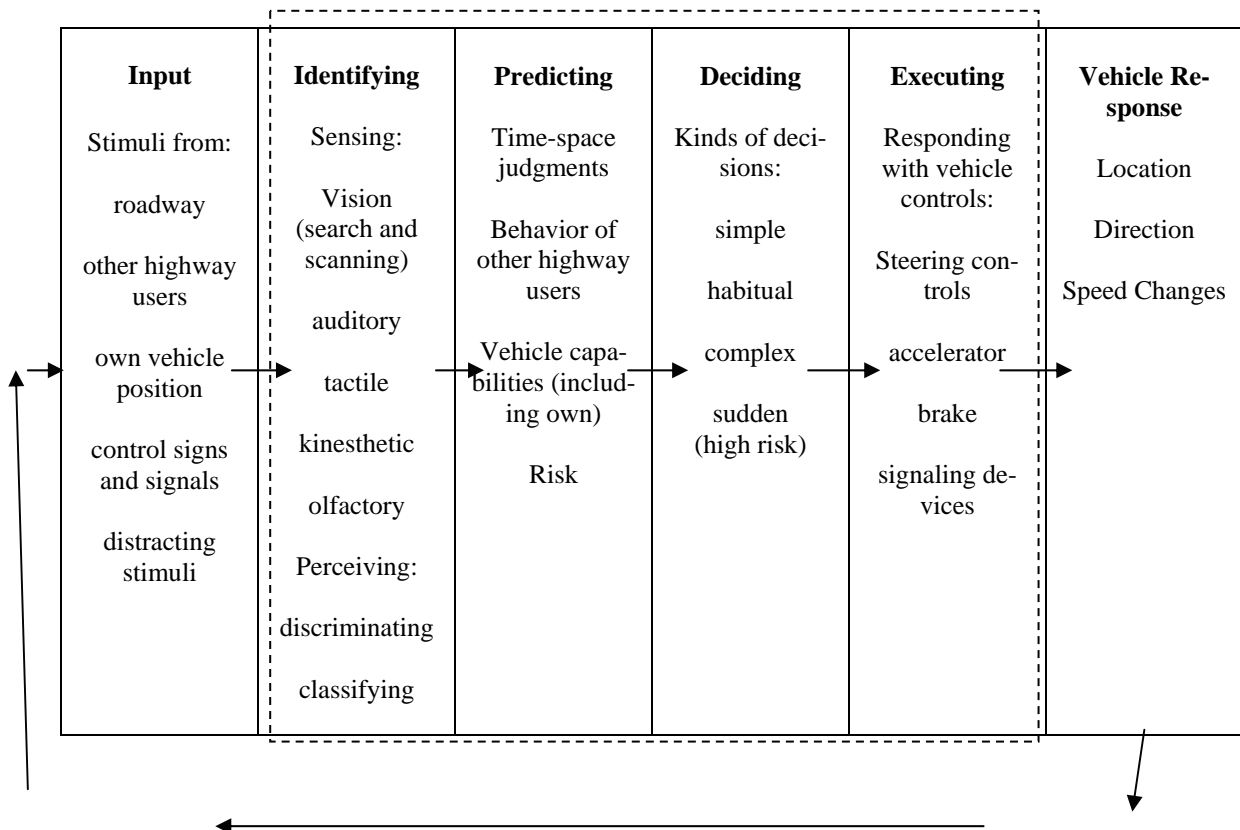 Input
Stimuli from:
roadway
other highway
users
own vehicle
position
control signs
and signals
distracting
stimuli
Identifying
Sensing:
Vision
(search and
scanning)
auditory
tactile
kinesthetic
olfactory
Perceiving:
discriminating
classifying
Predicting
Time-space
judgments
Behavior of
other highway
users
Vehicle capa-
bilities (includ-
ing own)
Risk
Deciding
Kinds of deci-
sions:
simple
habitual
complex
sudden
(high risk)
Executing
Responding
with vehicle
controls:
Steering con-
trols
accelerator
brake
signaling de-
vices
Vehicle Re-
sponse
Location
Direction
Speed Changes